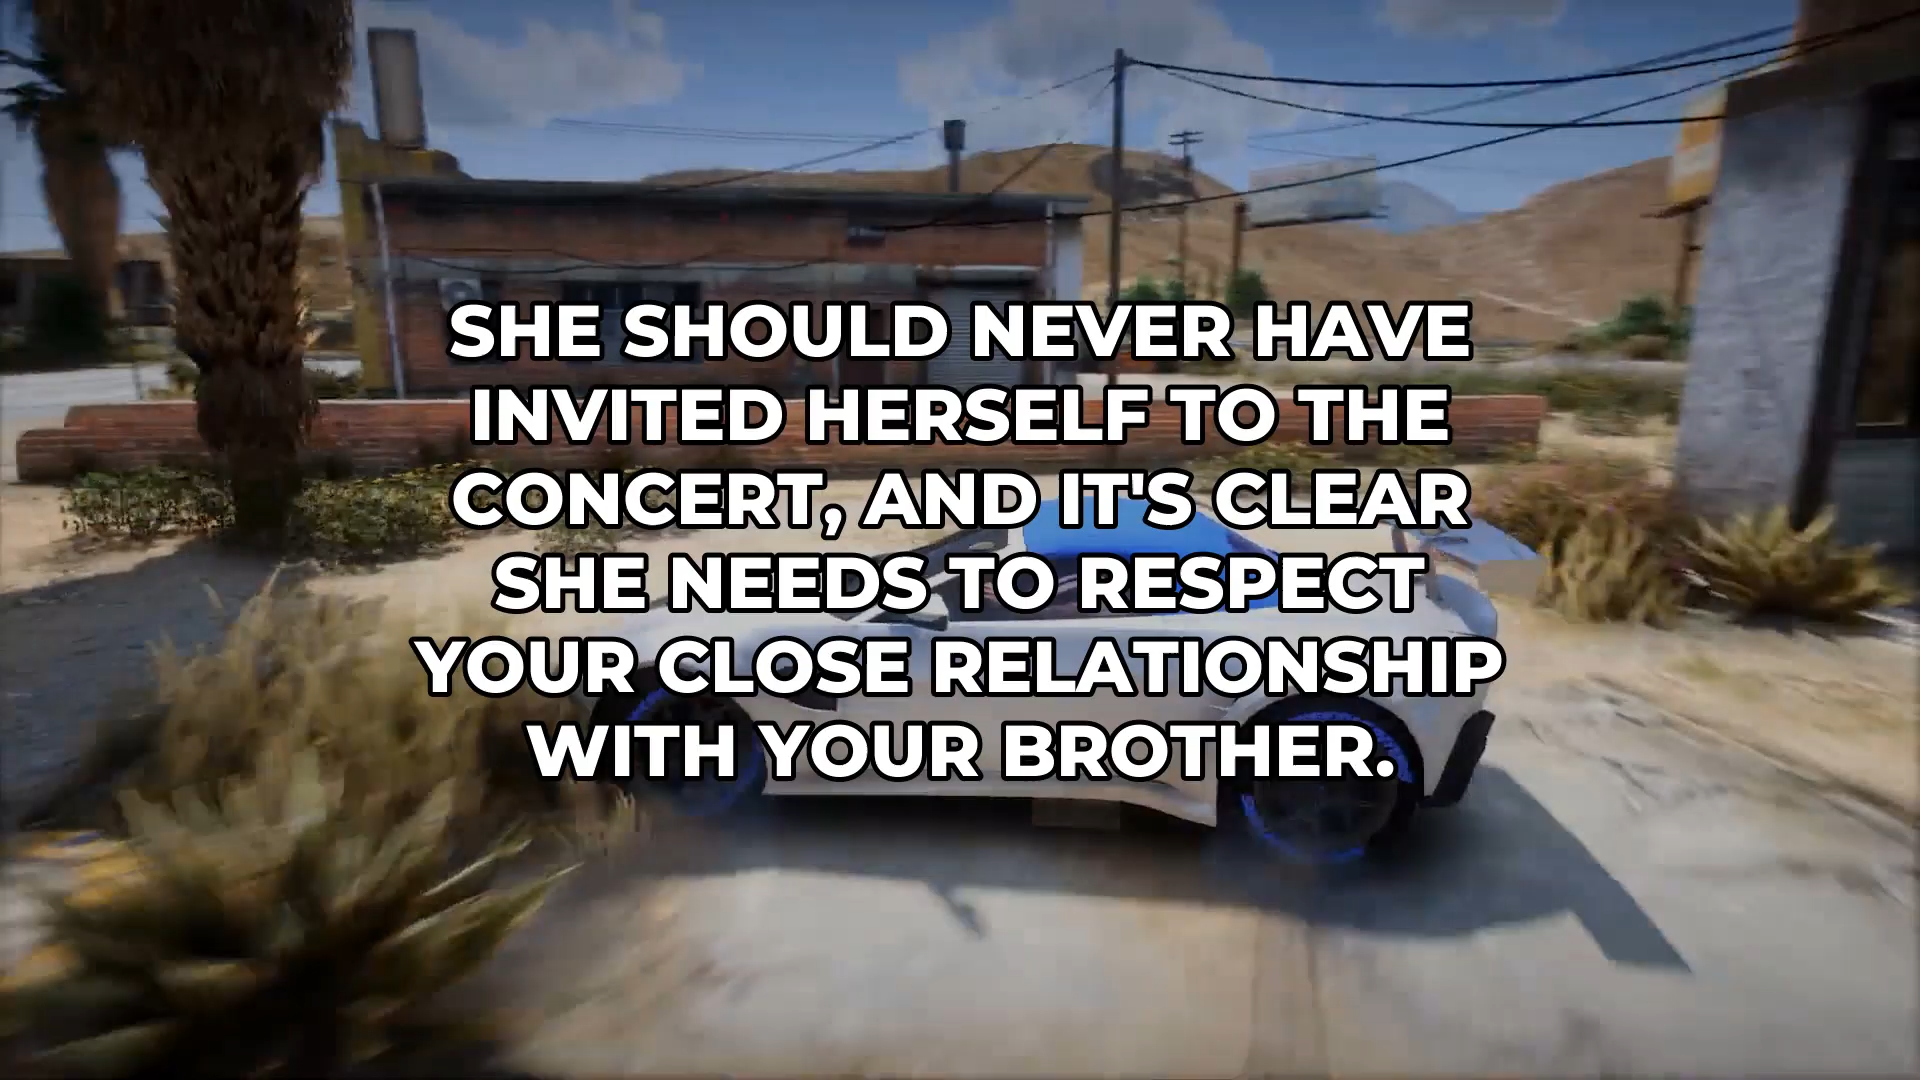 SHE SHOULD NEVER HAVE
INVITED HERSELF TO THE
CONCERT, AND IT'S CLEAR
SHE NEEDS TO RESPECT
YOUR CLOSE RELATIONSHIP
WITH YOUR BROTHER.